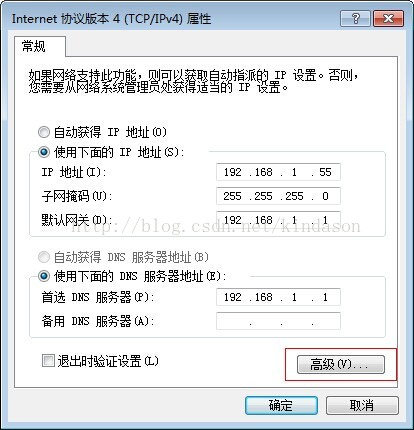 Internet 协议版本 4 (TCP/IPv4) 属性
常规
如果网络支持此功能，则可以获取自动指派的 IP 设置。否则，
您需要从网络系统管理员处获得适当的 IP 设置。
自动获得 IP 地址(O)
使用下面的 IP 地址(S):
IP 地址(I): 192 .168 . 1 . 55
子网掩码(U): 255 .255 .255 . 0
默认网关(D): 192 .168 . 1 . 1
http://blog.csdn.net/kindason
自动获得 DNS 服务器地址(B)
使用下面的 DNS 服务器地址(E):
首选 DNS 服务器(P): 192 .168 . 1 . 1
备用 DNS 服务器(A): . . .
退出时验证设置(L)
高级(V)...
确定 取消